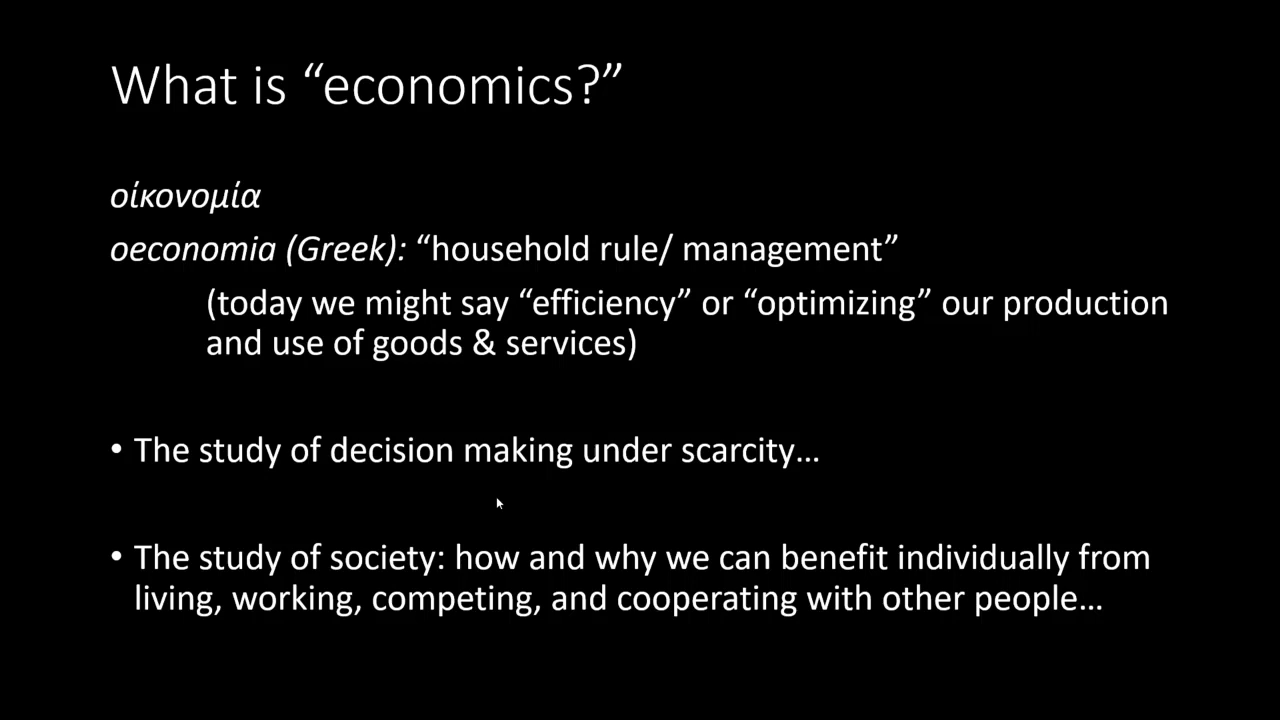 What is “economics?”
οίκονομία
oeconomia (Greek): “household rule/ management”
(today we might say “efficiency” or “optimizing” our production
and use of goods & services)
• The study of decision making under scarcity…
• The study of society: how and why we can benefit individually from
living, working, competing, and cooperating with other people…